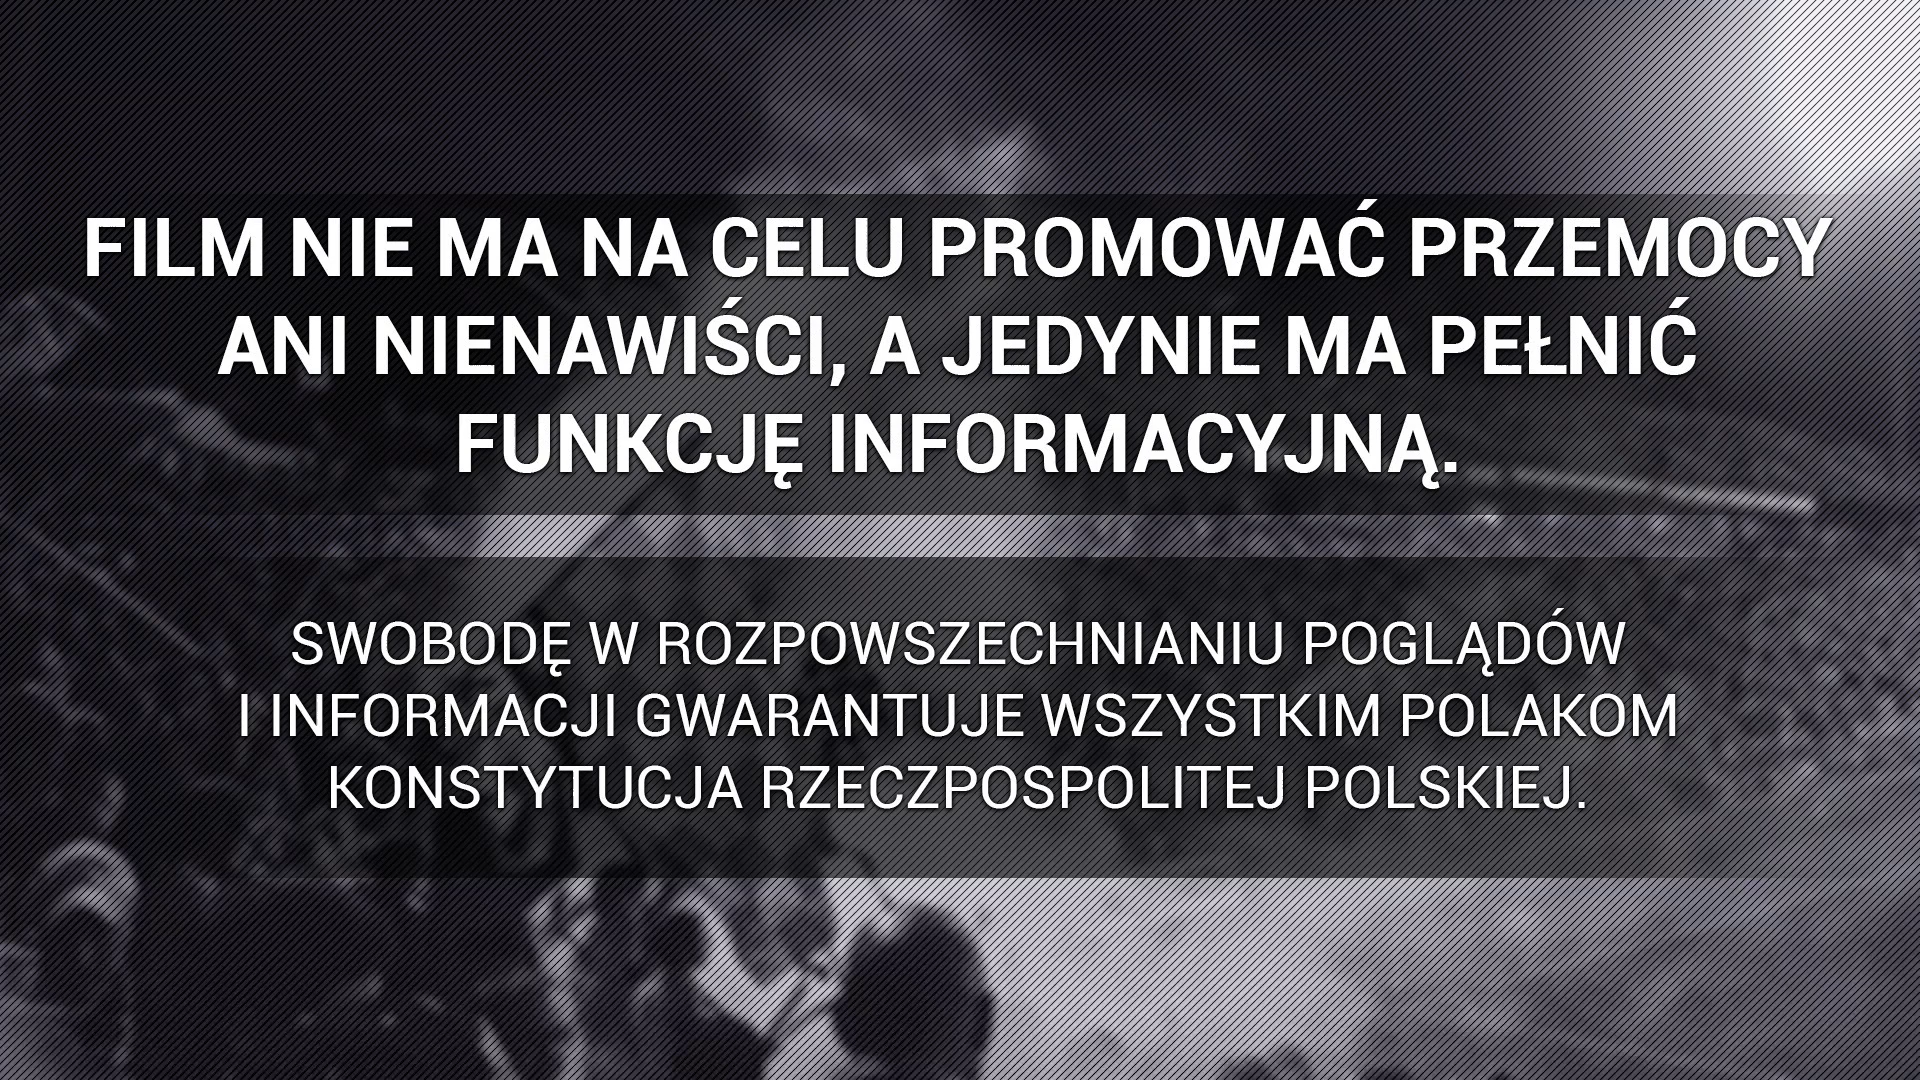 FILM NIE MA NA CELU PROMOWAĆ PRZEMOCY
ANI NIENAWIŚCI, A JEDYNIE MA PEŁNIĆ
FUNKCJĘ INFORMACYJNĄ.
SWOBODĘ W ROZPOWSZECHNIANIU POGLĄDÓW
I INFORMACJI GWARANTUJE WSZYSTKIM POLAKOM
KONSTYTUCJA RZECZPOSPOLITEJ POLSKIEJ.